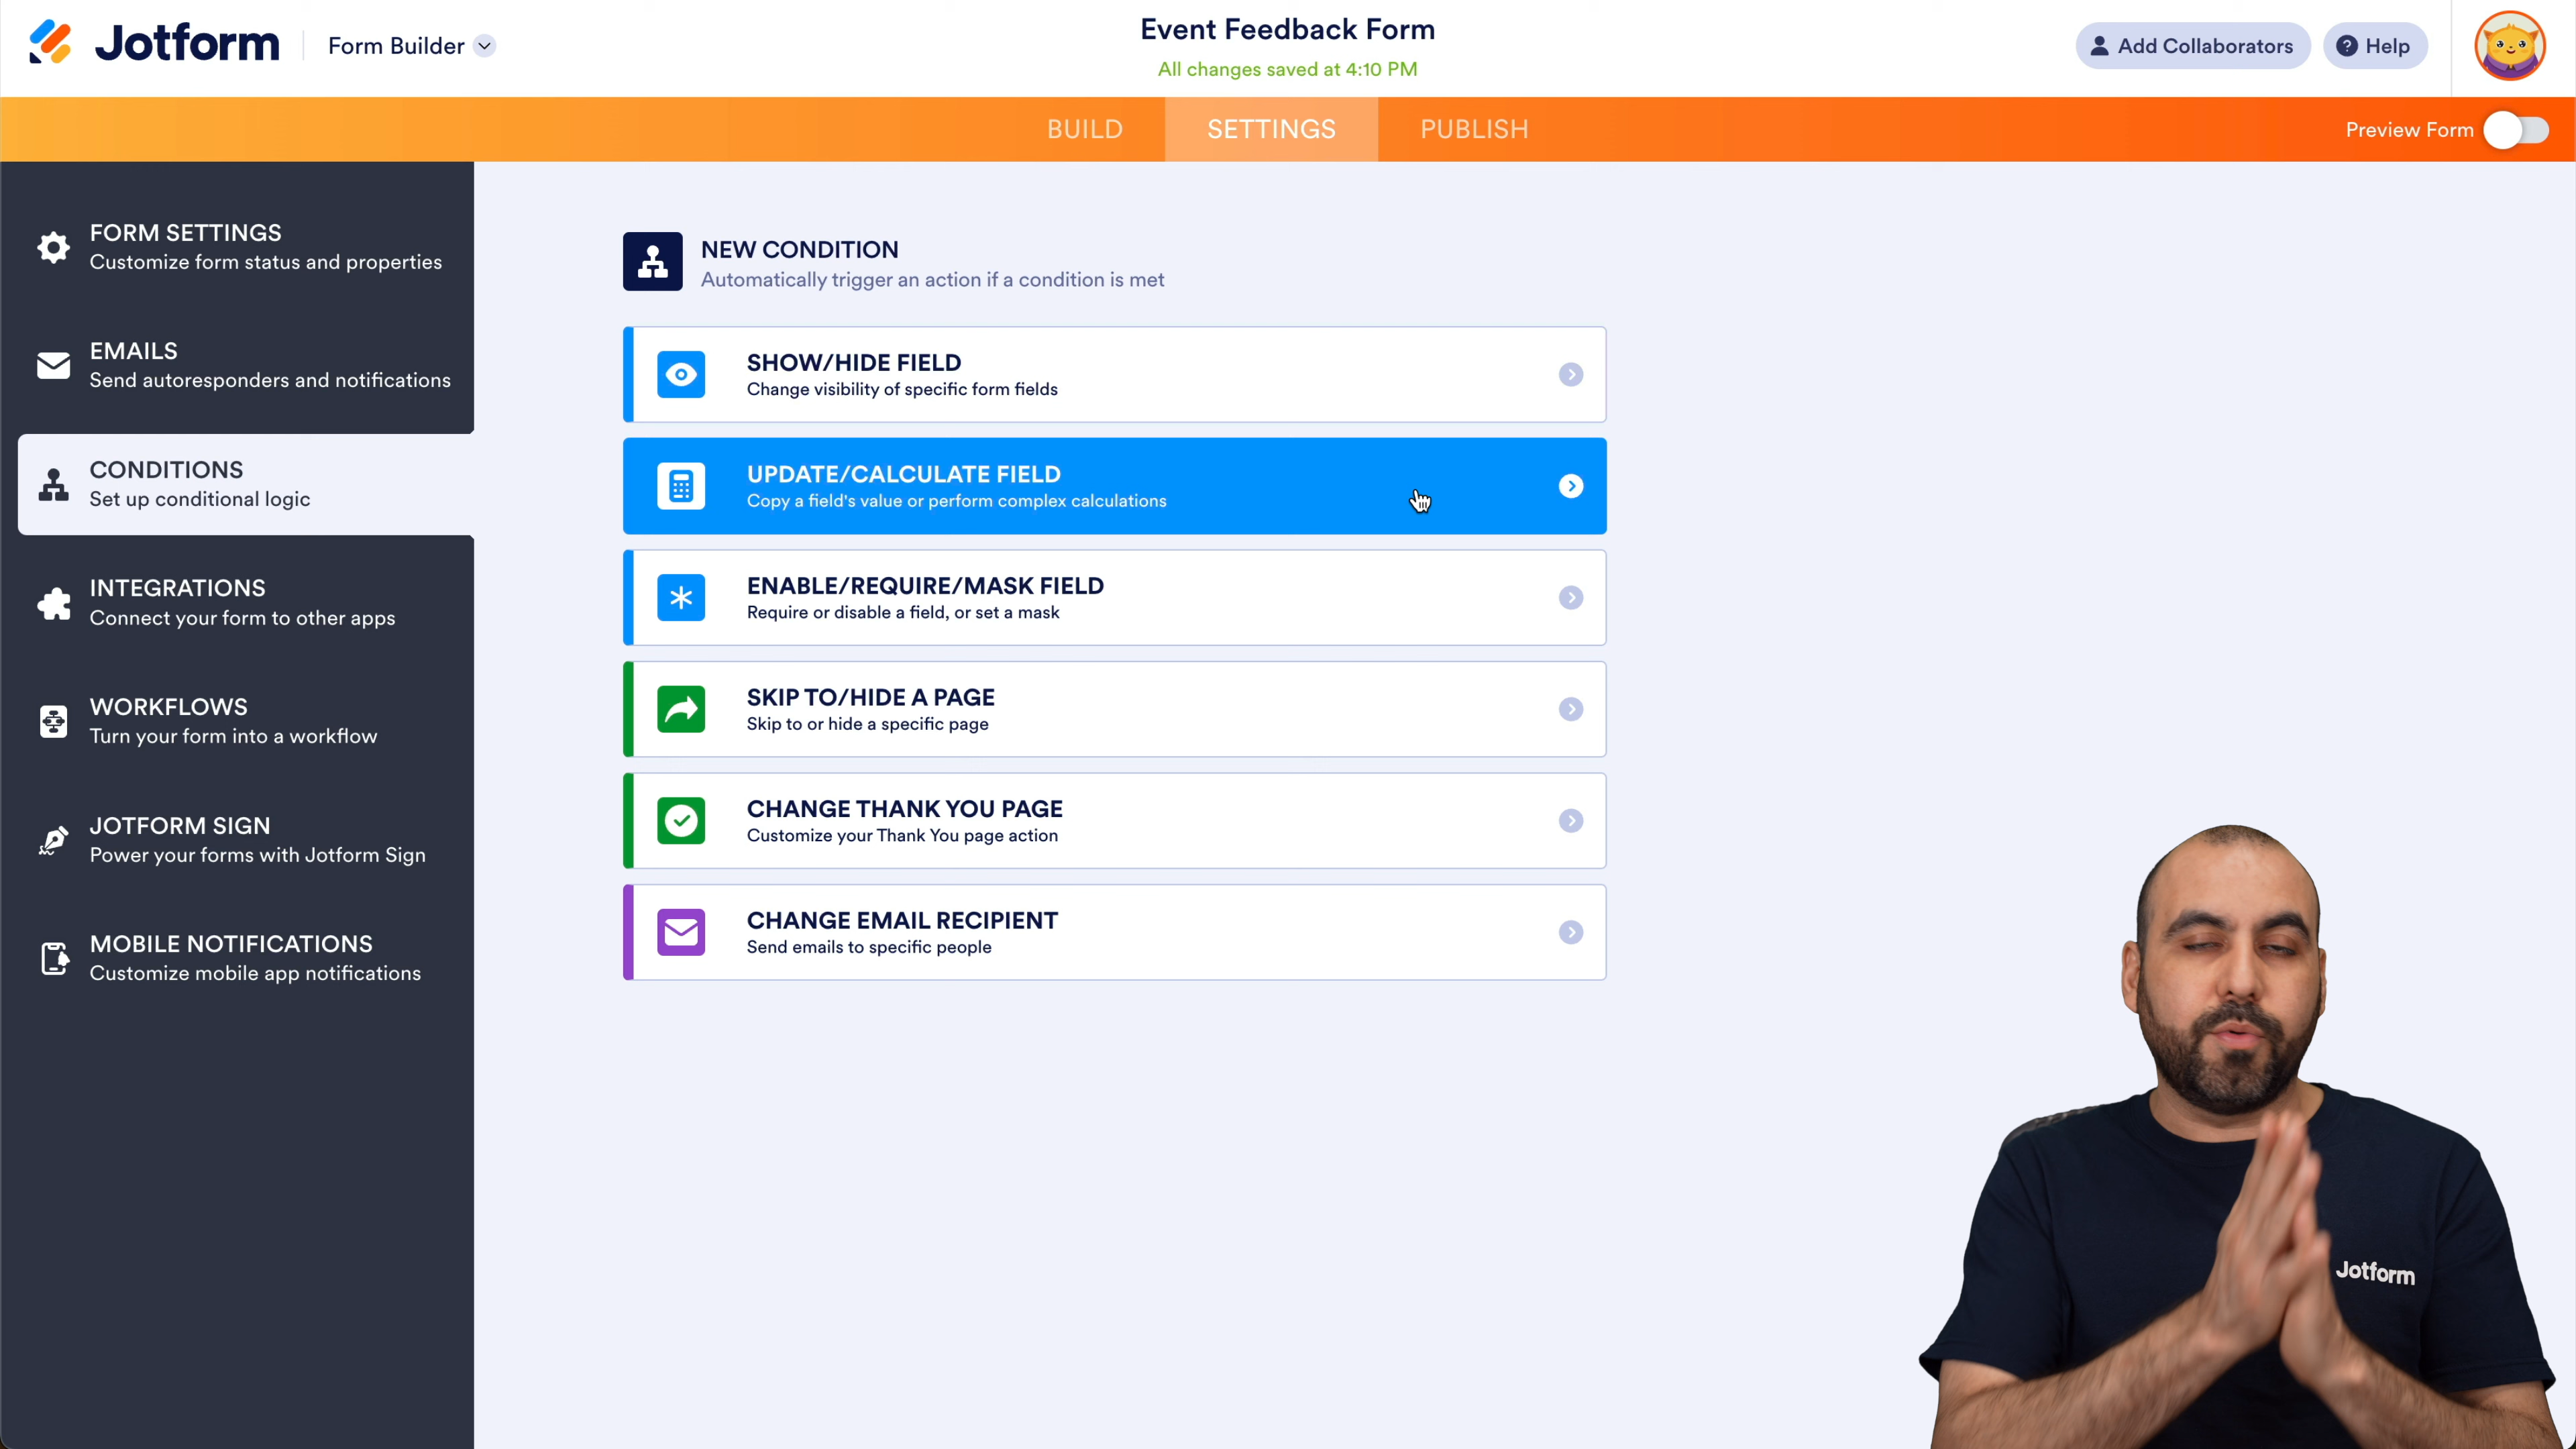 Jotform
Form Builder
Event Feedback Form
All changes saved at 4:10 PM
Add Collaborators
Help
BUILD
SETTINGS
PUBLISH
Preview Form
FORM SETTINGS
Customize form status and properties
EMAILS
Send autoresponders and notifications
CONDITIONS
Set up conditional logic
INTEGRATIONS
Connect your form to other apps
WORKFLOWS
Turn your form into a workflow
JOTFORM SIGN
Power your forms with Jotform Sign
MOBILE NOTIFICATIONS
Customize mobile app notifications
NEW CONDITION
Automatically trigger an action if a condition is met
SHOW/HIDE FIELD
Change visibility of specific form fields
UPDATE/CALCULATE FIELD
Copy a field's value or perform complex calculations
ENABLE/REQUIRE/MASK FIELD
Require or disable a field, or set a mask
SKIP TO/HIDE A PAGE
Skip to or hide a specific page
CHANGE THANK YOU PAGE
Customize your Thank You page action
CHANGE EMAIL RECIPIENT
Send emails to specific people
Jotform